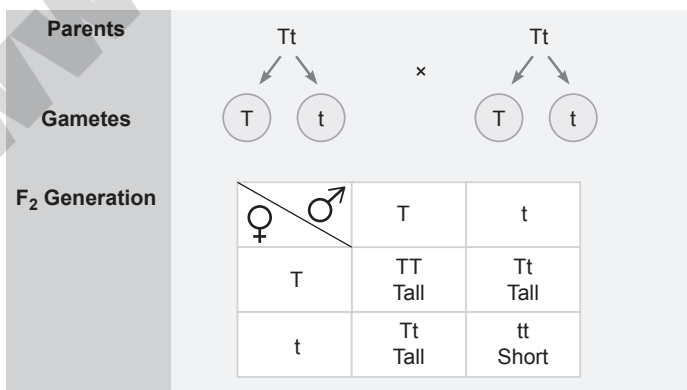 Parents
Tt
Tt
×
Gametes
T
t
T
t
F₂ Generation
♀ ♂ T t
T TT Tt
Tall Tall
t Tt tt
Tall Short